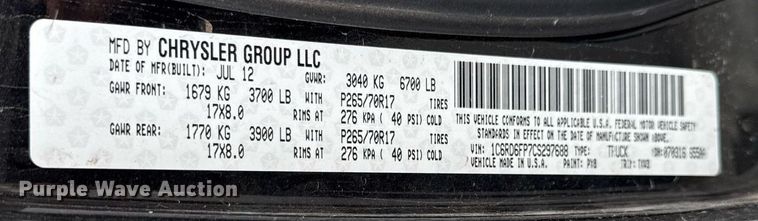 MFD BY CHRYSLER GROUP LLC
DATE OF MFR(BUILT): JUL 12 GVWR: 3040 KG 6700 LB
GAWR FRONT: 1679 KG 3700 LB WITH P265/70R17 TIRES
17X8.0 RIMS AT 276 KPA( 40 PSI) COLD
GAWR REAR: 1770 KG 3900 LB WITH P265/70R17 TIRES
17X8.0 RIMS AT 276 KPA( 40 PSI) COLD
THIS VEHICLE CONFORMS TO ALL APPLICABLE U.S.A. FEDERAL MOTOR VEHICLE SAFETY
STANDARDS IN EFFECT ON THE DATE OF MANUFACTURE SHOWN ABOVE.
VIN: 1C6RD6FP7CS297688 TYPE: TRUCK
MADE IN U.S.A. PAINT: PX8
Purple Wave Auction